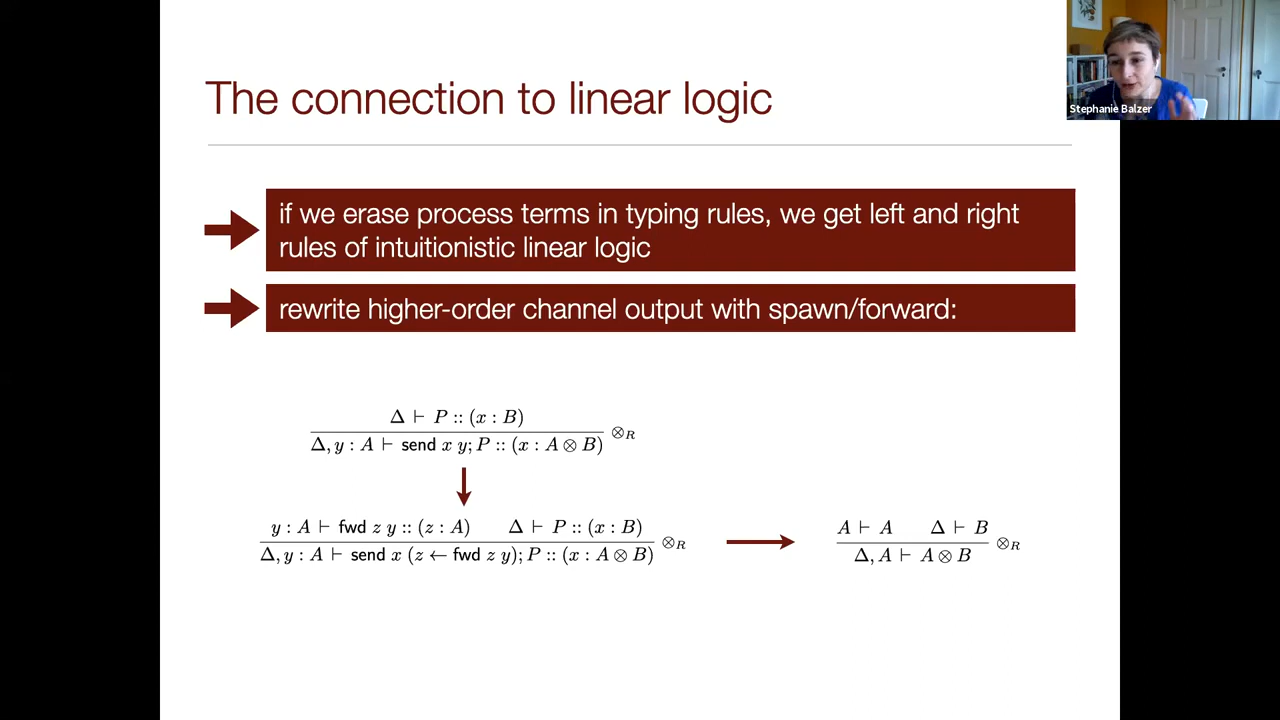 The connection to linear logic
Stephanie Balzer
if we erase process terms in typing rules, we get left and right
rules of intuitionistic linear logic
rewrite higher-order channel output with spawn/forward:
Δ ⊢ P :: (x : B)
Δ, y : A ⊢ send x y; P :: (x : A ⊗ B) ⊗R
y : A ⊢ fwd z y :: (z : A) Δ ⊢ P :: (x : B)
Δ, y : A ⊢ send x (z ← fwd z y); P :: (x : A ⊗ B) ⊗R
A ⊢ A Δ ⊢ B
Δ, A ⊢ A ⊗ B ⊗R